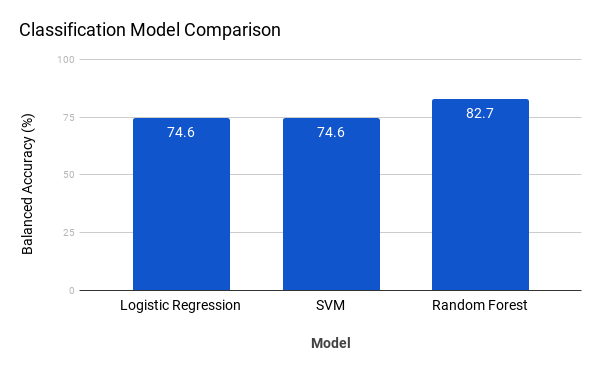 Classification Model Comparison
Balanced Accuracy (%)
100
75
50
25
0
74.6
74.6
82.7
Logistic Regression
SVM
Random Forest
Model